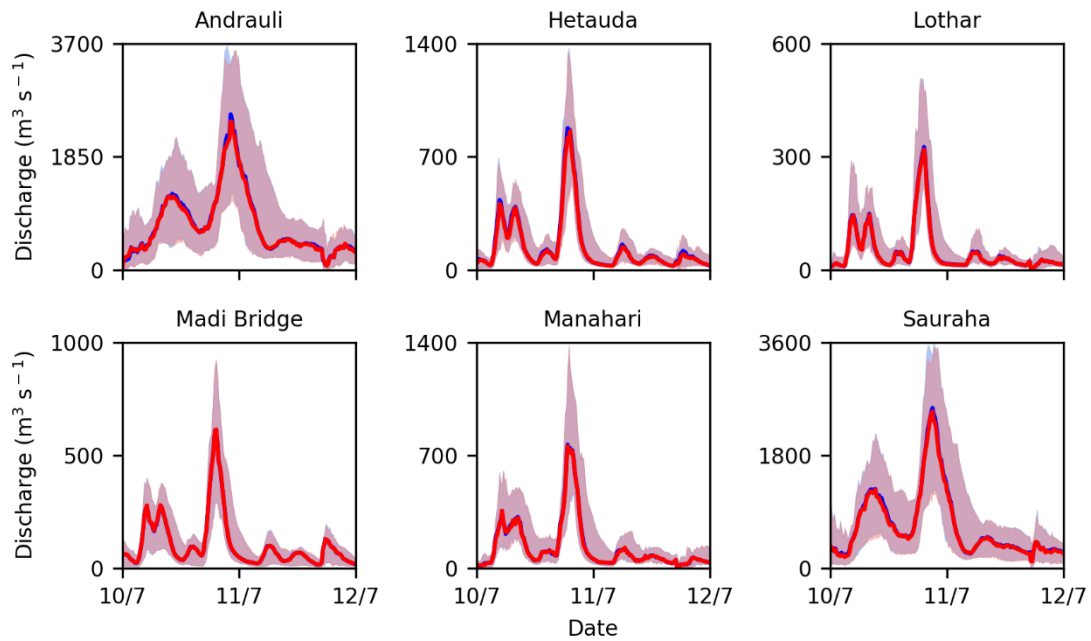 Andrauli
Hetauda
Lothar
Discharge (m³ s⁻¹)
3700
1850
0
1400
700
0
600
300
0
Madi Bridge
Manahari
Sauraha
Discharge (m³ s⁻¹)
1000
500
0
1400
700
0
3600
1800
0
10/7 11/7 12/7
10/7 11/7 12/7
10/7 11/7 12/7
Date